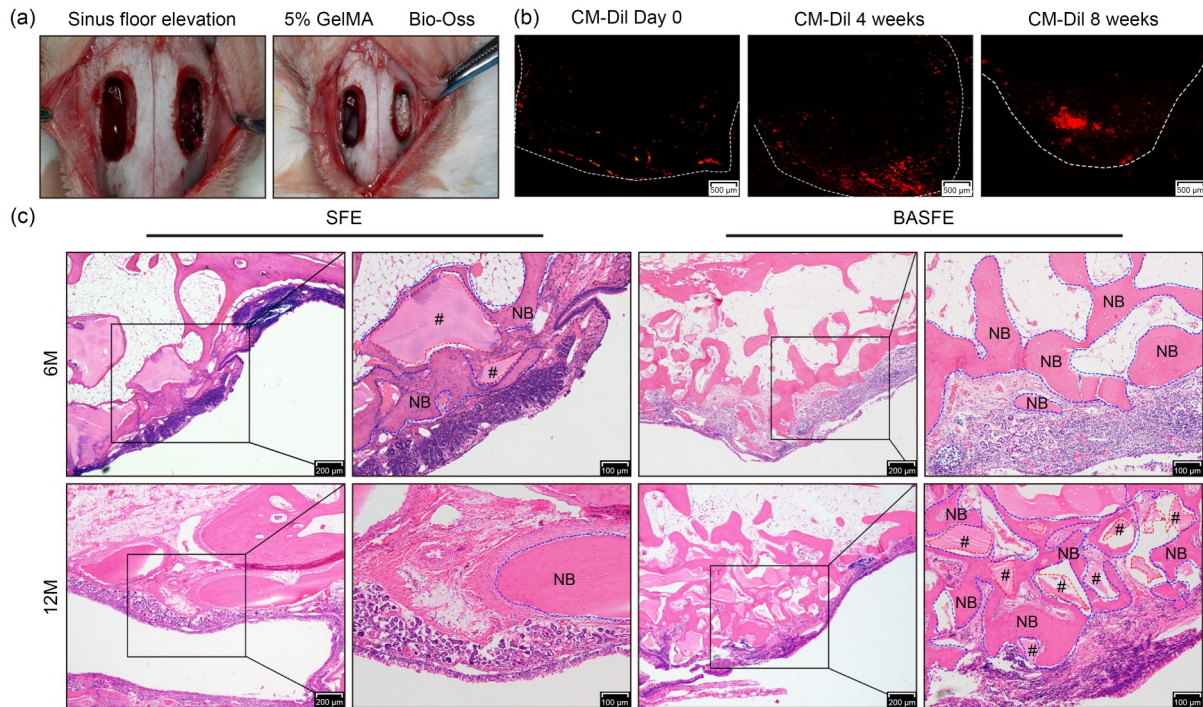 (a)
Sinus floor elevation
5% GelMA
Bio-Oss
(b)
CM-Dil Day 0
CM-Dil 4 weeks
CM-Dil 8 weeks
500 µm
500 µm
500 µm
(c)
SFE
BASFE
6M
200 µm
#
NB
#
NB
100 µm
200 µm
NB
NB
NB
NB
100 µm
12M
200 µm
NB
100 µm
200 µm
NB
#
#
#
NB
#
#
#
NB
NB
NB
#
100 µm